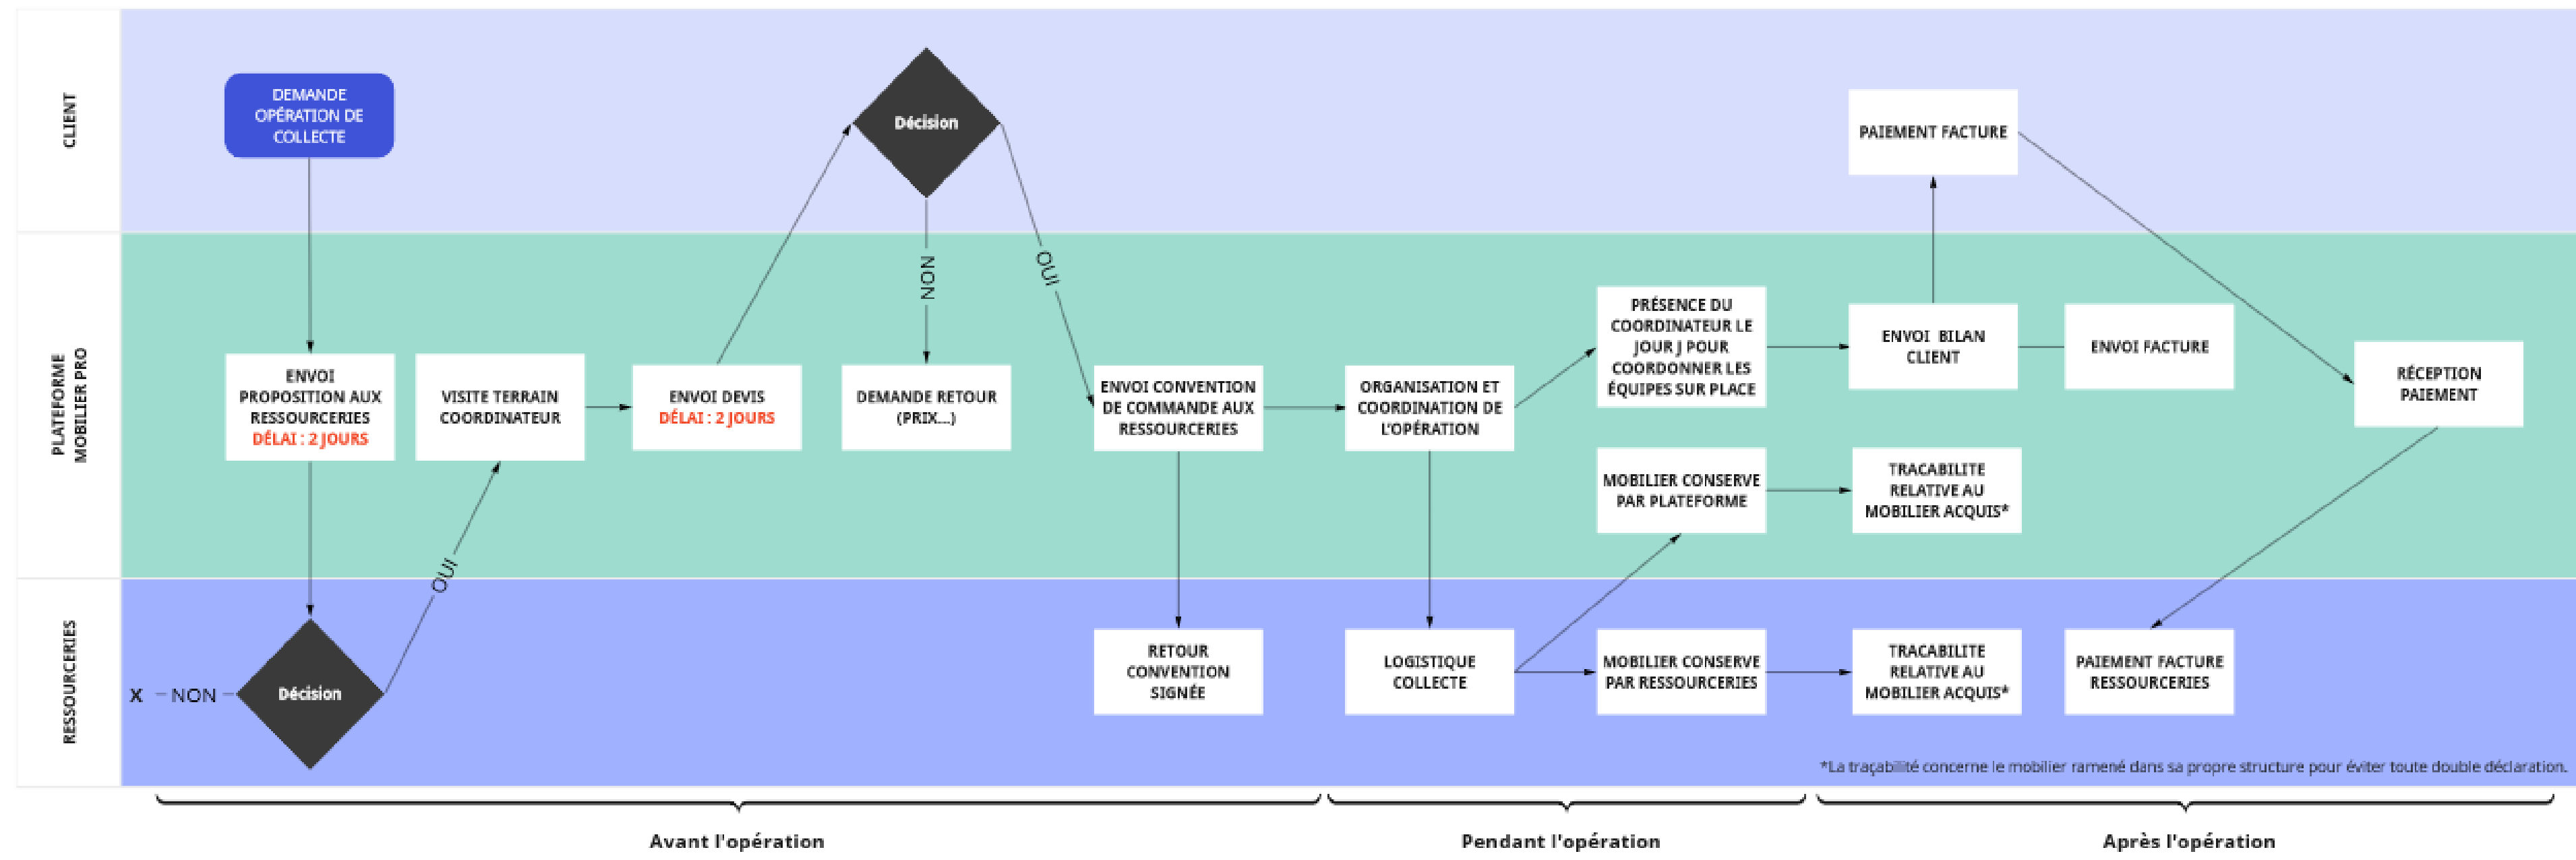 CLIENT
DEMANDE
OPÉRATION DE
COLLECTE
Décision
PAIEMENT FACTURE
PLATEFORME
MOBILIER PRO
ENVOI
PROPOSITION AUX
RESSOURCERIES
DÉLAI : 2 JOURS
VISITE TERRAIN
COORDINATEUR
ENVOI DEVIS
DÉLAI : 2 JOURS
NON
DEMANDE RETOUR
(PRIX...)
OUI
ENVOI CONVENTION
DE COMMANDE AUX
RESSOURCERIES
ORGANISATION ET
COORDINATION DE
L'OPÉRATION
PRÉSENCE DU
COORDINATEUR LE
JOUR J POUR
COORDONNER LES
ÉQUIPES SUR PLACE
ENVOI BILAN
CLIENT
ENVOI FACTURE
RÉCEPTION
PAIEMENT
MOBILIER CONSERVE
PAR PLATEFORME
TRACABILITE
RELATIVE AU
MOBILIER ACQUIS*
OUI
RESSOURCERIES
X
NON
Décision
RETOUR
CONVENTION
SIGNÉE
LOGISTIQUE
COLLECTE
MOBILIER CONSERVE
PAR RESSOURCERIES
TRACABILITE
RELATIVE AU
MOBILIER ACQUIS*
PAIEMENT FACTURE
RESSOURCERIES
*La traçabilité concerne le mobilier ramené dans sa propre structure pour éviter toute double déclaration.
Avant l'opération
Pendant l'opération
Après l'opération